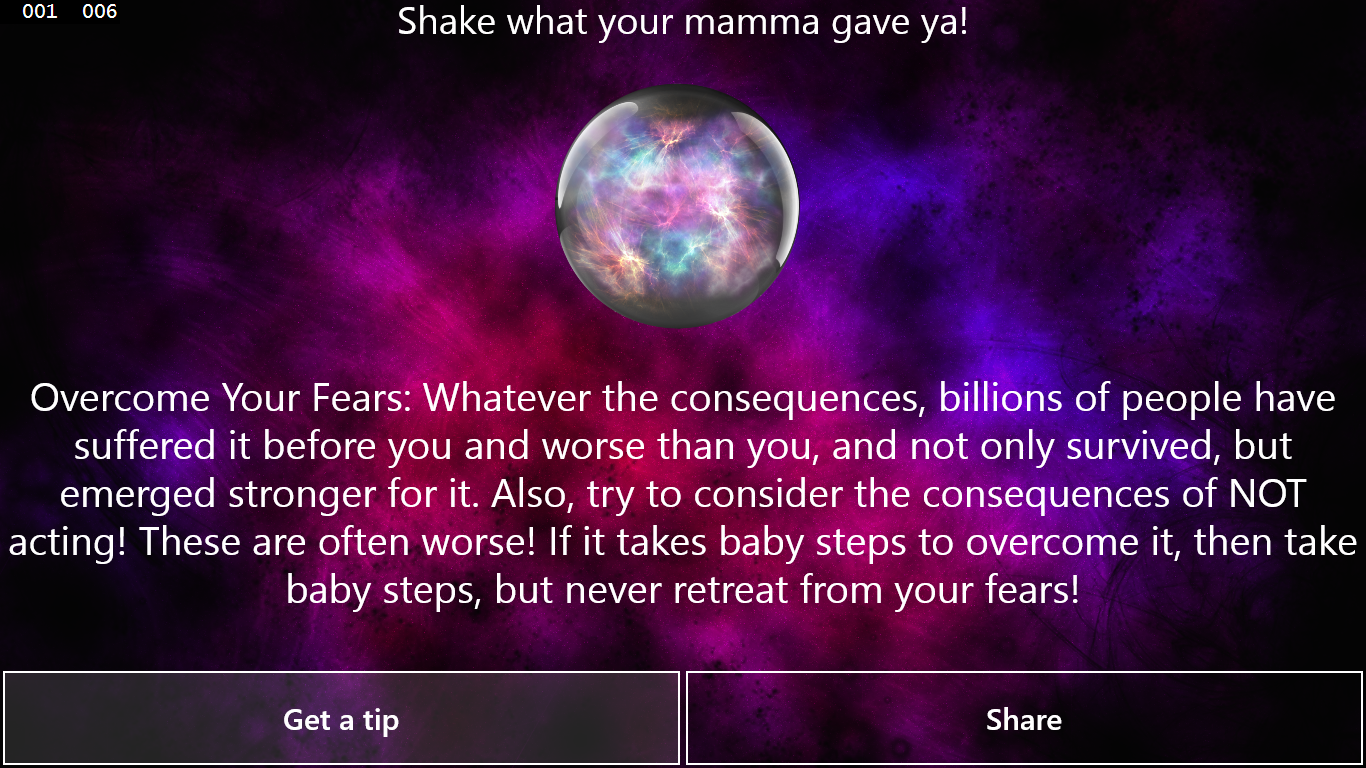 001 006
Shake what your mamma gave ya!
Overcome Your Fears: Whatever the consequences, billions of people have
suffered it before you and worse than you, and not only survived, but
emerged stronger for it. Also, try to consider the consequences of NOT
acting! These are often worse! If it takes baby steps to overcome it, then take
baby steps, but never retreat from your fears!
Get a tip
Share